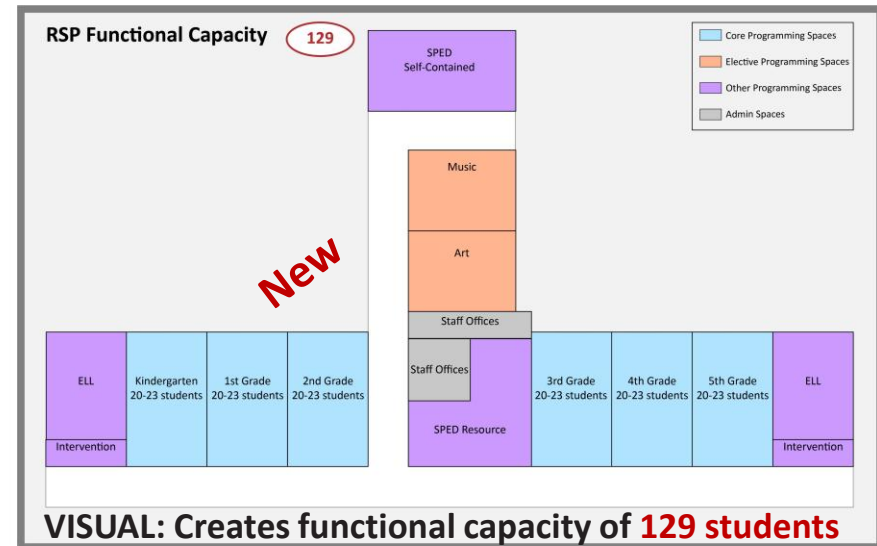 RSP Functional Capacity 129
SPED
Self-Contained
Core Programming Spaces
Elective Programming Spaces
Other Programming Spaces
Admin Spaces
Music
Art
New
Staff Offices
Staff Offices
SPED Resource
ELL
Intervention
Kindergarten
20-23 students
1st Grade
20-23 students
2nd Grade
20-23 students
3rd Grade
20-23 students
4th Grade
20-23 students
5th Grade
20-23 students
ELL
Intervention
VISUAL: Creates functional capacity of 129 students